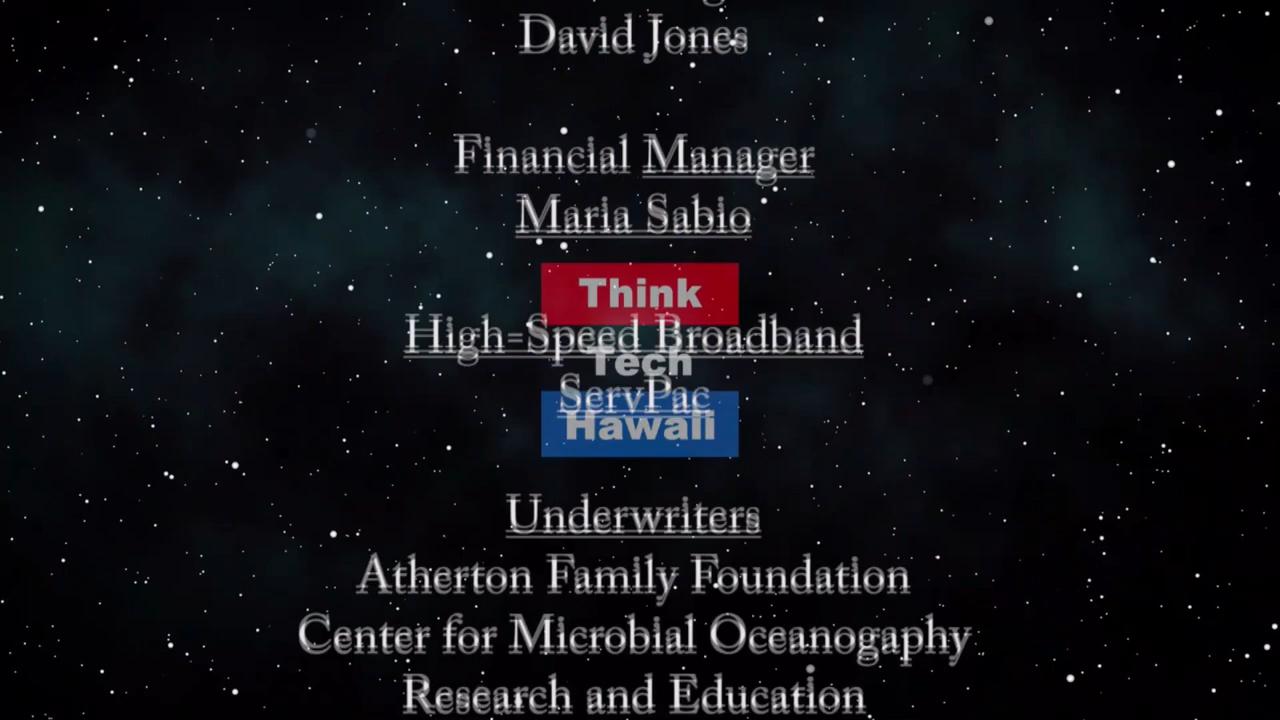 David Jones
Financial Manager
Maria Sabio
Think
High-Speed Broadband
Tech
ServPac
Hawaii
Underwriters
Atherton Family Foundation
Center for Microbial Oceanogaphy
Research and Education